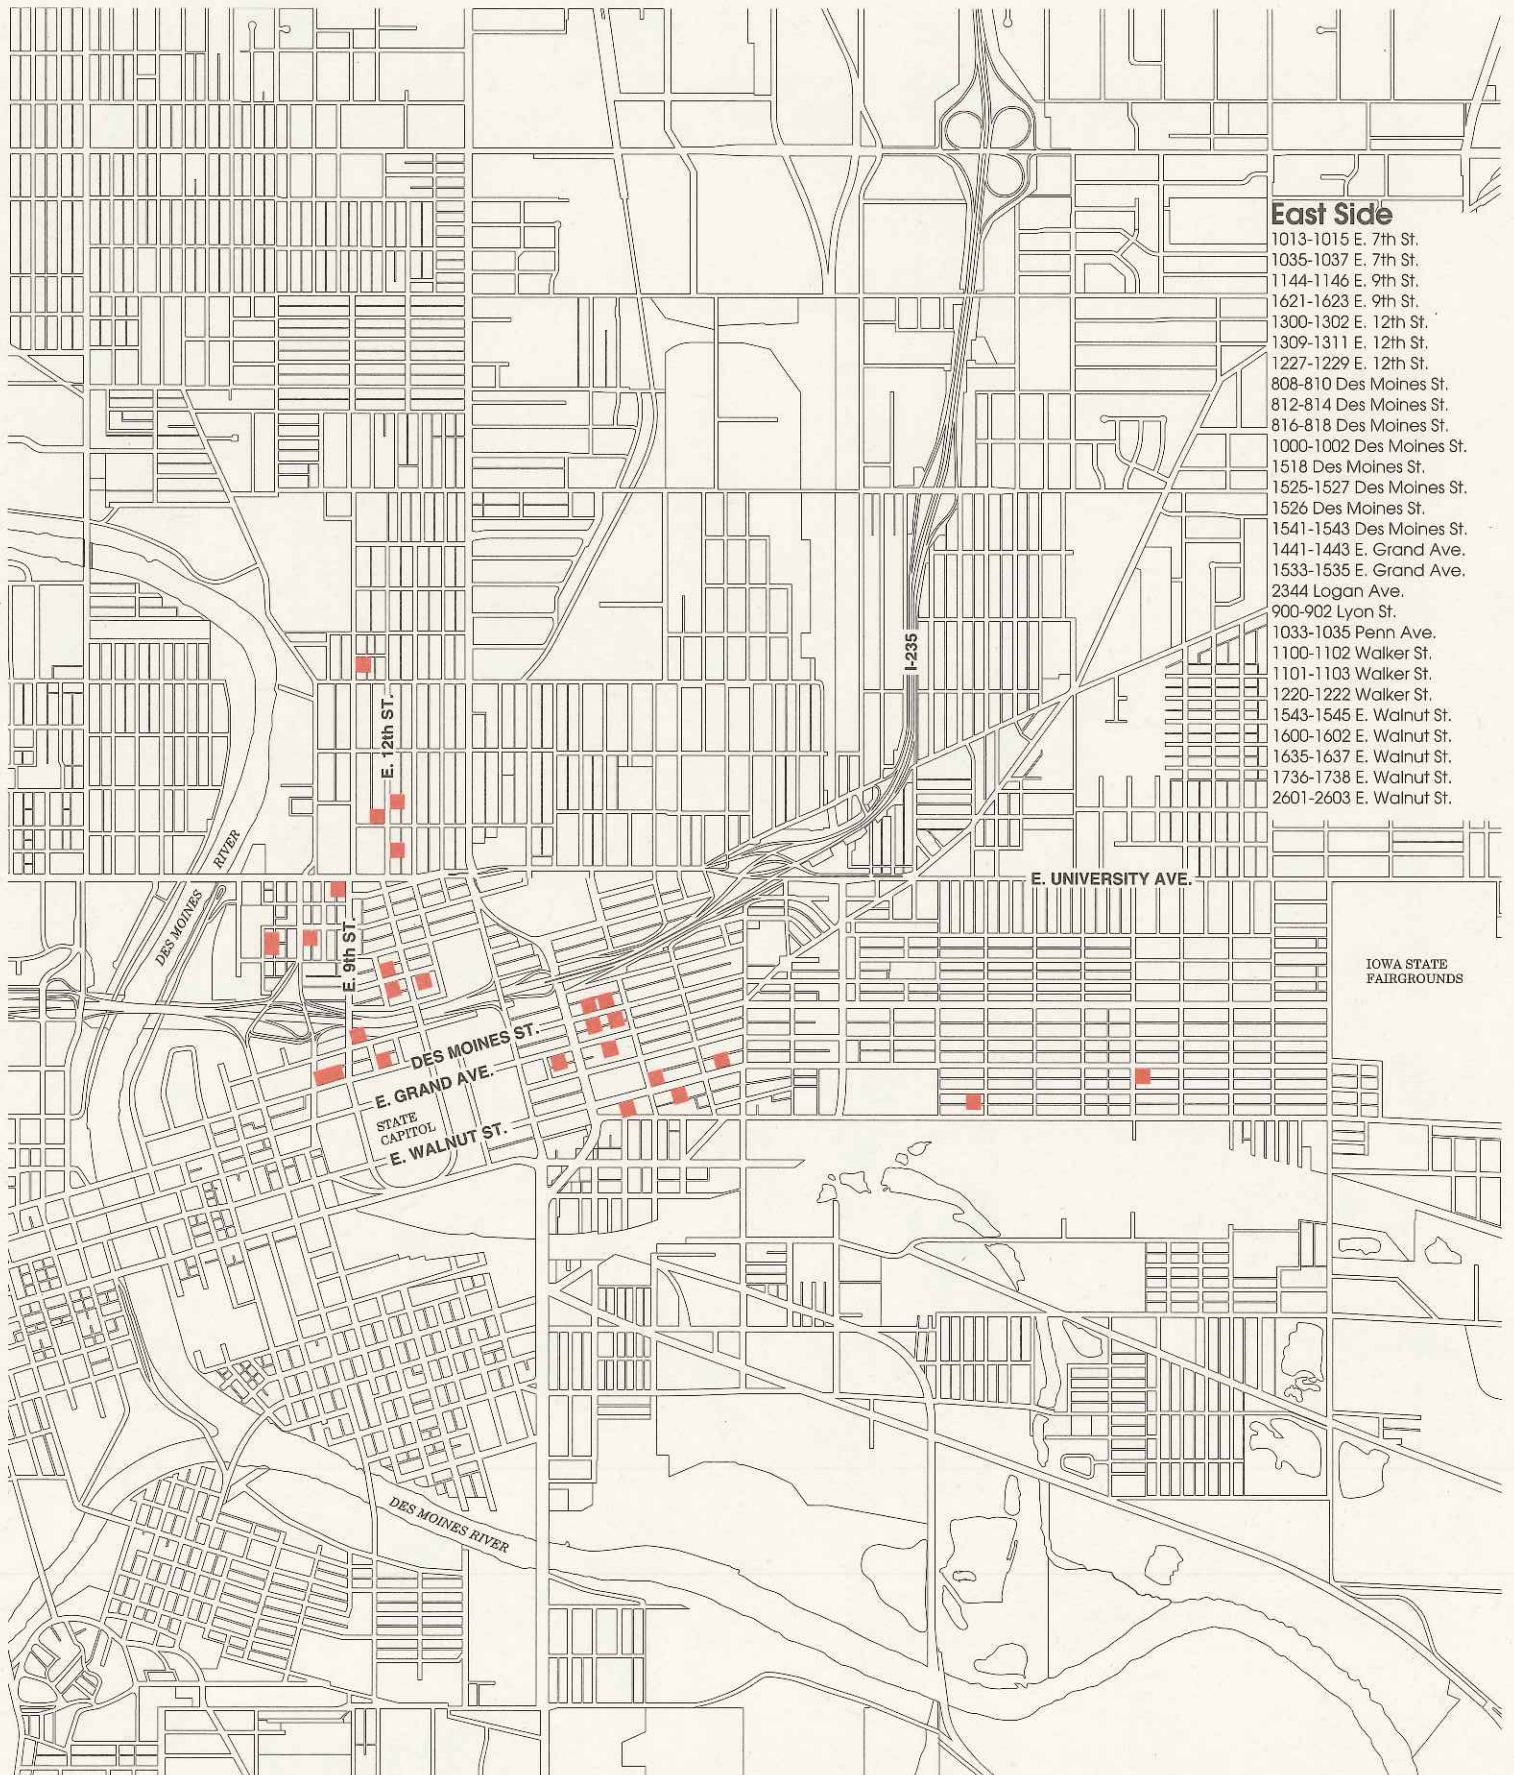 East Side
1013-1015 E. 7th St.
1035-1037 E. 7th St.
1144-1146 E. 9th St.
1621-1623 E. 9th St.
1300-1302 E. 12th St.
1309-1311 E. 12th St.
1227-1229 E. 12th St.
808-810 Des Moines St.
812-814 Des Moines St.
816-818 Des Moines St.
1000-1002 Des Moines St.
1518 Des Moines St.
1525-1527 Des Moines St.
1526 Des Moines St.
1541-1543 Des Moines St.
1441-1443 E. Grand Ave.
1533-1535 E. Grand Ave.
2344 Logan Ave.
900-902 Lyon St.
1033-1035 Penn Ave.
1100-1102 Walker St.
1101-1103 Walker St.
1220-1222 Walker St.
1543-1545 E. Walnut St.
1600-1602 E. Walnut St.
1635-1637 E. Walnut St.
1736-1738 E. Walnut St.
2601-2603 E. Walnut St.
I-235
E. 12th ST.
DES MOINES RIVER
E. UNIVERSITY AVE.
E. 9th ST.
IOWA STATE
FAIRGROUNDS
DES MOINES ST.
E. GRAND AVE.
STATE
CAPITOL
E. WALNUT ST.
DES MOINES RIVER